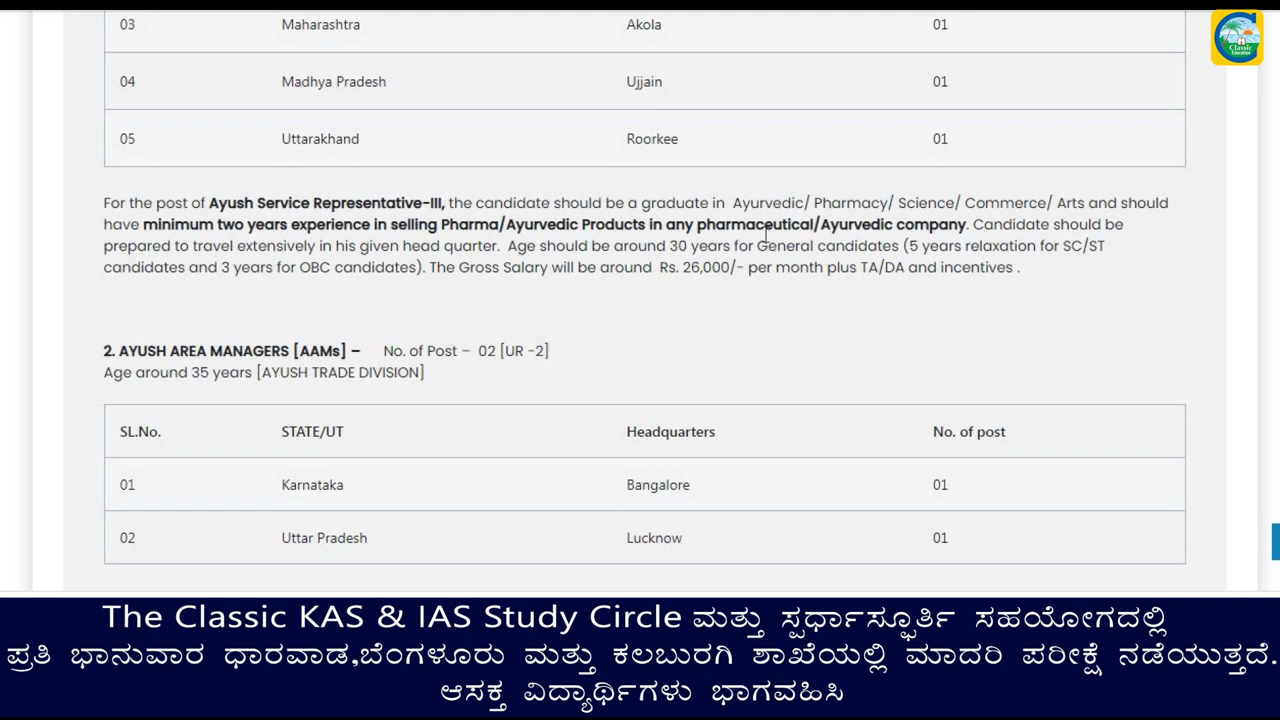 03 Maharashtra Akola 01
04 Madhya Pradesh Ujjain 01
05 Uttarakhand Roorkee 01
For the post of Ayush Service Representative-III, the candidate should be a graduate in Ayurvedic/ Pharmacy/ Science/ Commerce/ Arts and should
have minimum two years experience in selling Pharma/Ayurvedic Products in any pharmaceutical/Ayurvedic company. Candidate should be
prepared to travel extensively in his given head quarter. Age should be around 30 years for General candidates (5 years relaxation for SC/ST
candidates and 3 years for OBC candidates). The Gross Salary will be around Rs. 26,000/- per month plus TA/DA and incentives .
2. AYUSH AREA MANAGERS [AAMs] – No. of Post – 02 [UR -2]
Age around 35 years [AYUSH TRADE DIVISION]
SL.No. STATE/UT Headquarters No. of post
01 Karnataka Bangalore 01
02 Uttar Pradesh Lucknow 01
Classic
Education
The Classic KAS & IAS Study Circle ಮತ್ತು ಸ್ಪರ್ಧಾಸ್ಫೂರ್ತಿ ಸಹಯೋಗದಲ್ಲಿ
ಪ್ರತಿ ಭಾನುವಾರ ಧಾರವಾಡ,ಬೆಂಗಳೂರು ಮತ್ತು ಕಲಬುರಗಿ ಶಾಖೆಯಲ್ಲಿ ಮಾದರಿ ಪರೀಕ್ಷೆ ನಡೆಯುತ್ತದೆ.
ಆಸಕ್ತ ವಿದ್ಯಾರ್ಥಿಗಳು ಭಾಗವಹಿಸಿ